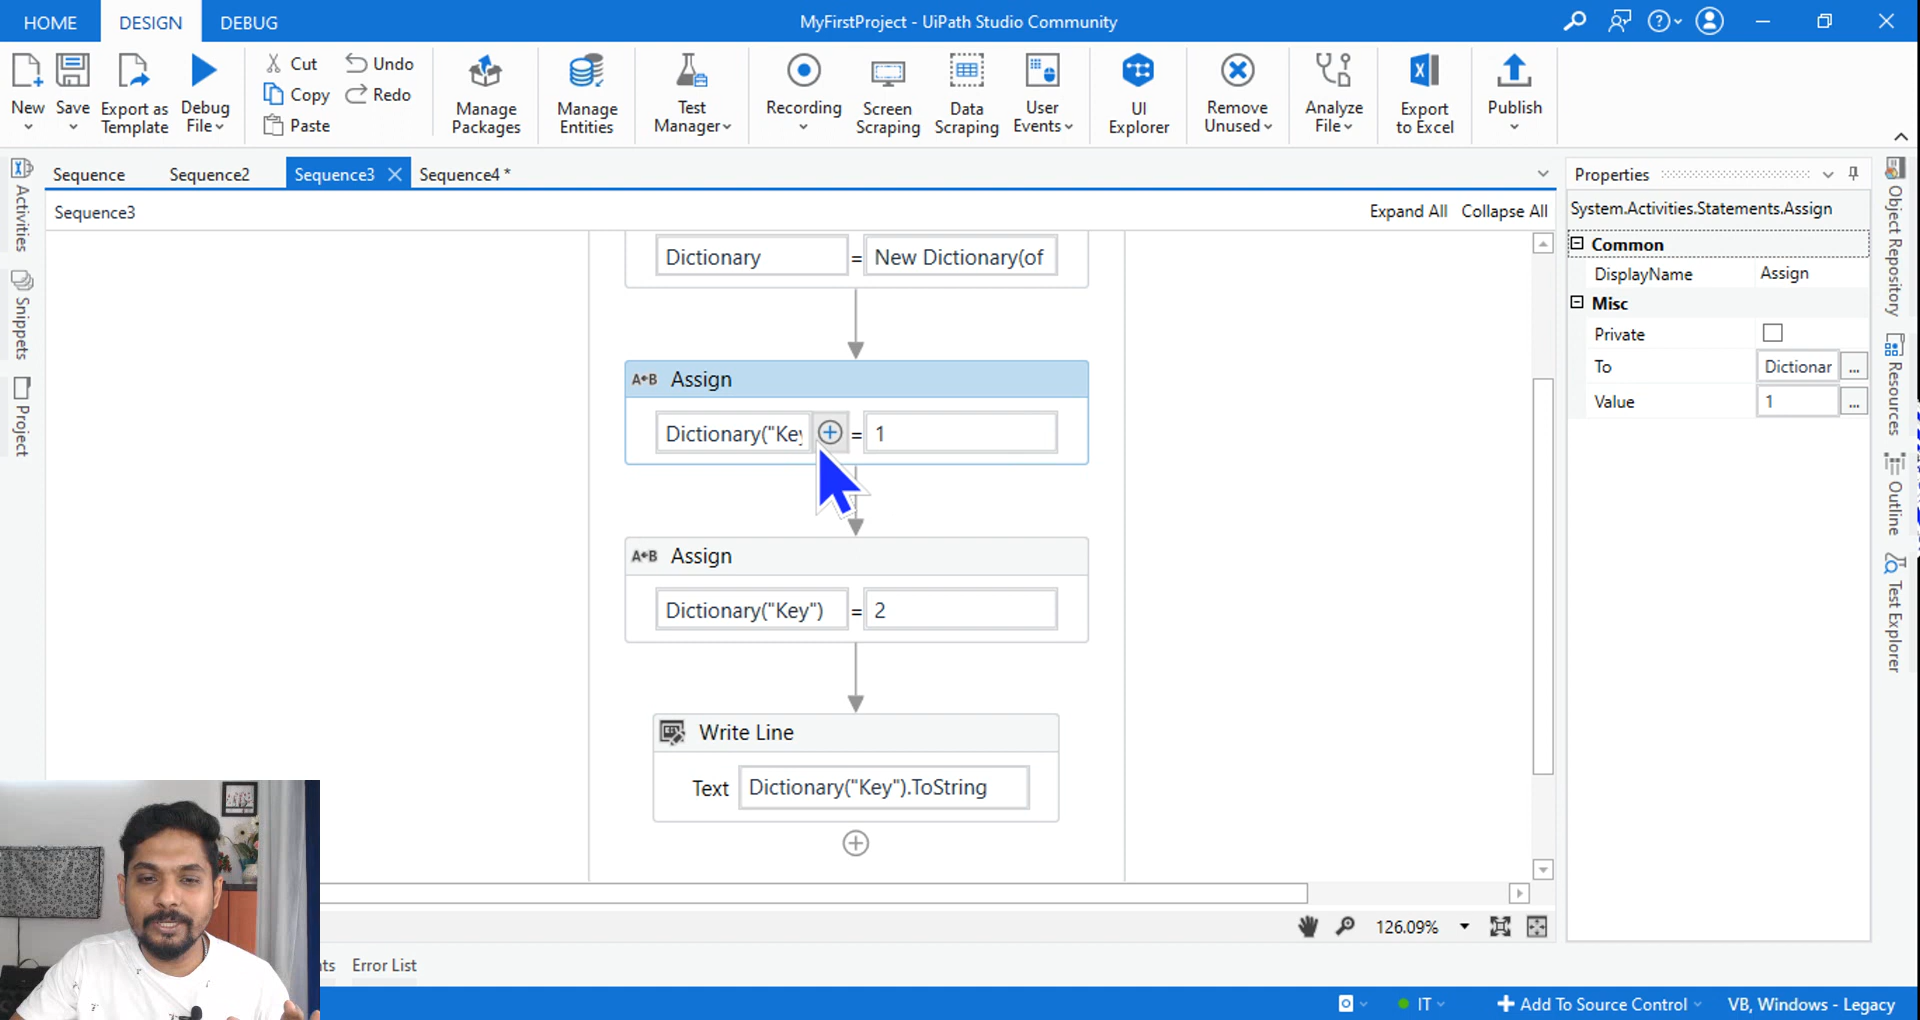 HOME DESIGN DEBUG MyFirstProject - UiPath Studio Community
New Save Export as Template Debug File Cut Copy Paste Undo Redo Manage Packages Manage Entities Test Manager Recording Screen Scraping Data Scraping User Events UI Explorer Remove Unused Analyze File Export to Excel Publish
Sequence Sequence2 Sequence3 Sequence4 *
Sequence3 Expand All Collapse All
Activities
Snippets
Project
Dictionary = New Dictionary(of
A B Assign
Dictionary("Key = 1
A B Assign
Dictionary("Key") = 2
Write Line
Text Dictionary("Key").ToString
126.09%
Properties
System.Activities.Statements.Assign
Common
DisplayName Assign
Misc
Private
To Dictionar ...
Value 1 ...
Object Repository
Resources
Outline
Test Explorer
ts Error List
IT + Add To Source Control VB, Windows - Legacy